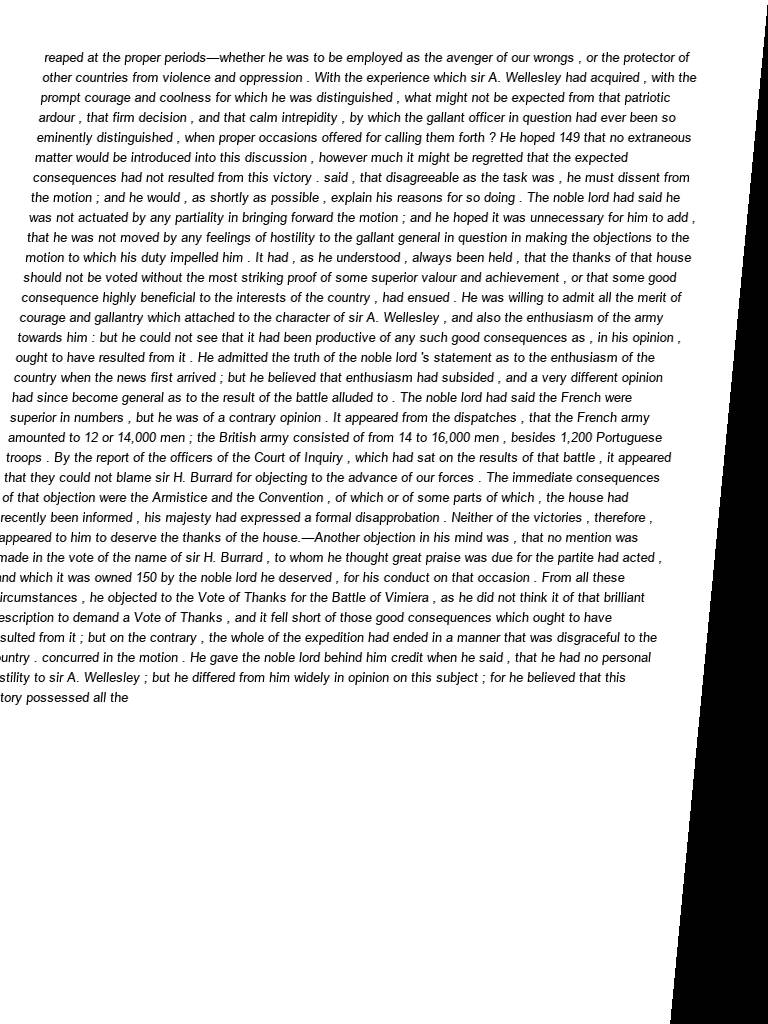 reaped at the proper periods—whether he was to be employed as the avenger of our wrongs , or the protector of
other countries from violence and oppression . With the experience which sir A. Wellesley had acquired , with the
prompt courage and coolness for which he was distinguished , what might not be expected from that patriotic
ardour , that firm decision , and that calm intrepidity , by which the gallant officer in question had ever been so
eminently distinguished , when proper occasions offered for calling them forth ? He hoped 149 that no extraneous
matter would be introduced into this discussion , however much it might be regretted that the expected
consequences had not resulted from this victory . said , that disagreeable as the task was , he must dissent from
the motion ; and he would , as shortly as possible , explain his reasons for so doing . The noble lord had said he
was not actuated by any partiality in bringing forward the motion ; and he hoped it was unnecessary for him to add ,
that he was not moved by any feelings of hostility to the gallant general in question in making the objections to the
motion to which his duty impelled him . It had , as he understood , always been held , that the thanks of that house
should not be voted without the most striking proof of some superior valour and achievement , or that some good
consequence highly beneficial to the interests of the country , had ensued . He was willing to admit all the merit of
courage and gallantry which attached to the character of sir A. Wellesley , and also the enthusiasm of the army
towards him : but he could not see that it had been productive of any such good consequences as , in his opinion ,
ought to have resulted from it . He admitted the truth of the noble lord 's statement as to the enthusiasm of the
country when the news first arrived ; but he believed that enthusiasm had subsided , and a very different opinion
had since become general as to the result of the battle alluded to . The noble lord had said the French were
superior in numbers , but he was of a contrary opinion . It appeared from the dispatches , that the French army
amounted to 12 or 14,000 men ; the British army consisted of from 14 to 16,000 men , besides 1,200 Portuguese
troops . By the report of the officers of the Court of Inquiry , which had sat on the results of that battle , it appeared
that they could not blame sir H. Burrard for objecting to the advance of our forces . The immediate consequences
of that objection were the Armistice and the Convention , of which or of some parts of which , the house had
recently been informed , his majesty had expressed a formal disapprobation . Neither of the victories , therefore ,
appeared to him to deserve the thanks of the house.—Another objection in his mind was , that no mention was
made in the vote of the name of sir H. Burrard , to whom he thought great praise was due for the partite had acted ,
and which it was owned 150 by the noble lord he deserved , for his conduct on that occasion . From all these
ircumstances , he objected to the Vote of Thanks for the Battle of Vimiera , as he did not think it of that brilliant
escription to demand a Vote of Thanks , and it fell short of those good consequences which ought to have
sulted from it ; but on the contrary , the whole of the expedition had ended in a manner that was disgraceful to the
untry . concurred in the motion . He gave the noble lord behind him credit when he said , that he had no personal
stility to sir A. Wellesley ; but he differed from him widely in opinion on this subject ; for he believed that this
tory possessed all the